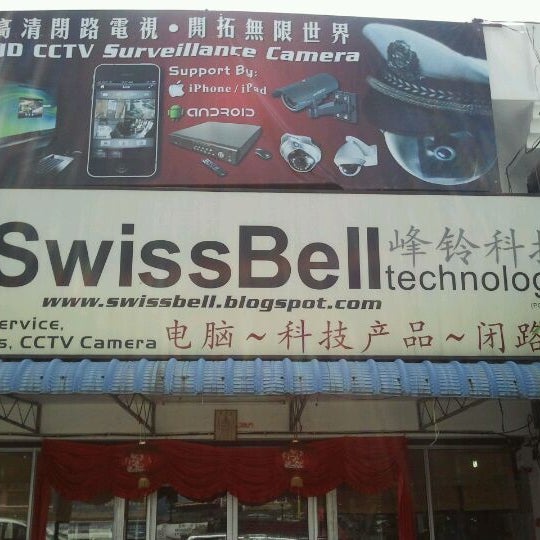 高清閉路電視•開拓無限世界
HD CCTV Surveillance Camera
Support By:
iPhone/iPad
ANDROID
SwissBell 峰铃科技
technolog
www.swissbell.blogspot.com
ervice,
s, CCTV Camera 电脑~科技产品~闭路